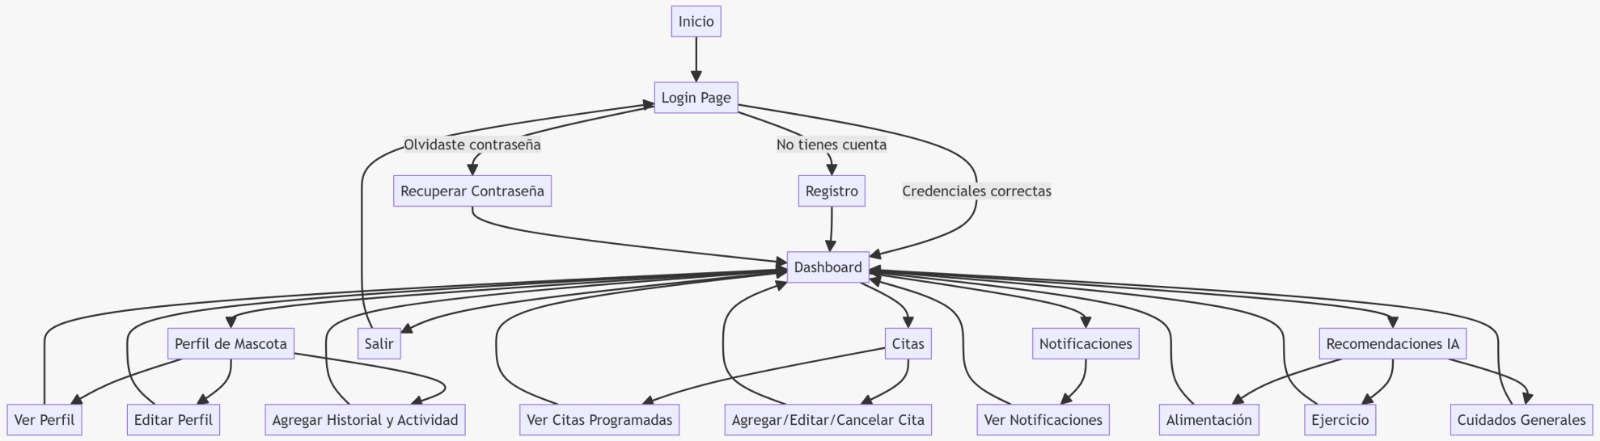 Inicio
Login Page
Olvidaste contraseña
No tienes cuenta
Recuperar Contraseña
Registro
Credenciales correctas
Dashboard
Perfil de Mascota
Salir
Citas
Notificaciones
Recomendaciones IA
Ver Perfil
Editar Perfil
Agregar Historial y Actividad
Ver Citas Programadas
Agregar/Editar/Cancelar Cita
Ver Notificaciones
Alimentación
Ejercicio
Cuidados Generales